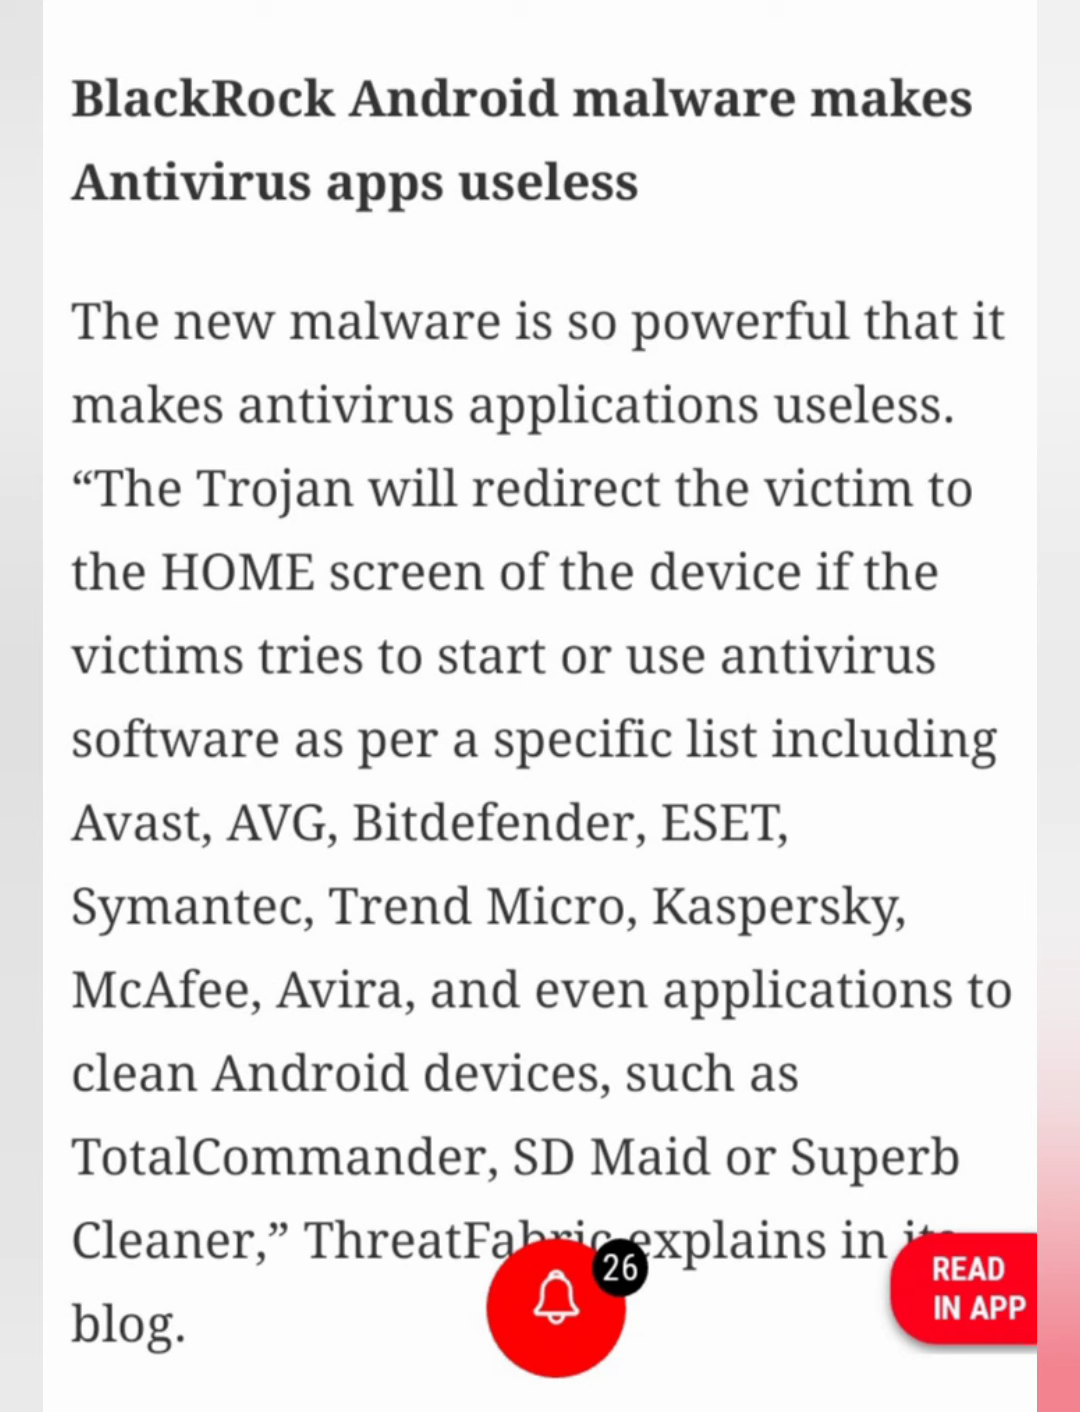 BlackRock Android malware makes
Antivirus apps useless
The new malware is so powerful that it
makes antivirus applications useless.
“The Trojan will redirect the victim to
the HOME screen of the device if the
victims tries to start or use antivirus
software as per a specific list including
Avast, AVG, Bitdefender, ESET,
Symantec, Trend Micro, Kaspersky,
McAfee, Avira, and even applications to
clean Android devices, such as
TotalCommander, SD Maid or Superb
Cleaner,” ThreatFabric explains in its
blog.
26
READ
IN APP